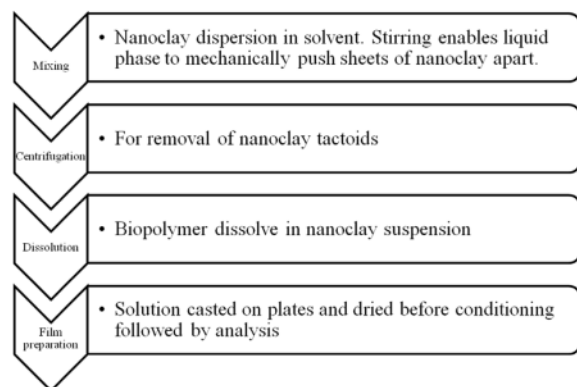 Mixing
• Nanoclay dispersion in solvent. Stirring enables liquid
phase to mechanically push sheets of nanoclay apart.
Centrifugation
• For removal of nanoclay tactoids
Dissolution
• Biopolymer dissolve in nanoclay suspension
Film
preparation
• Solution casted on plates and dried before conditioning
followed by analysis